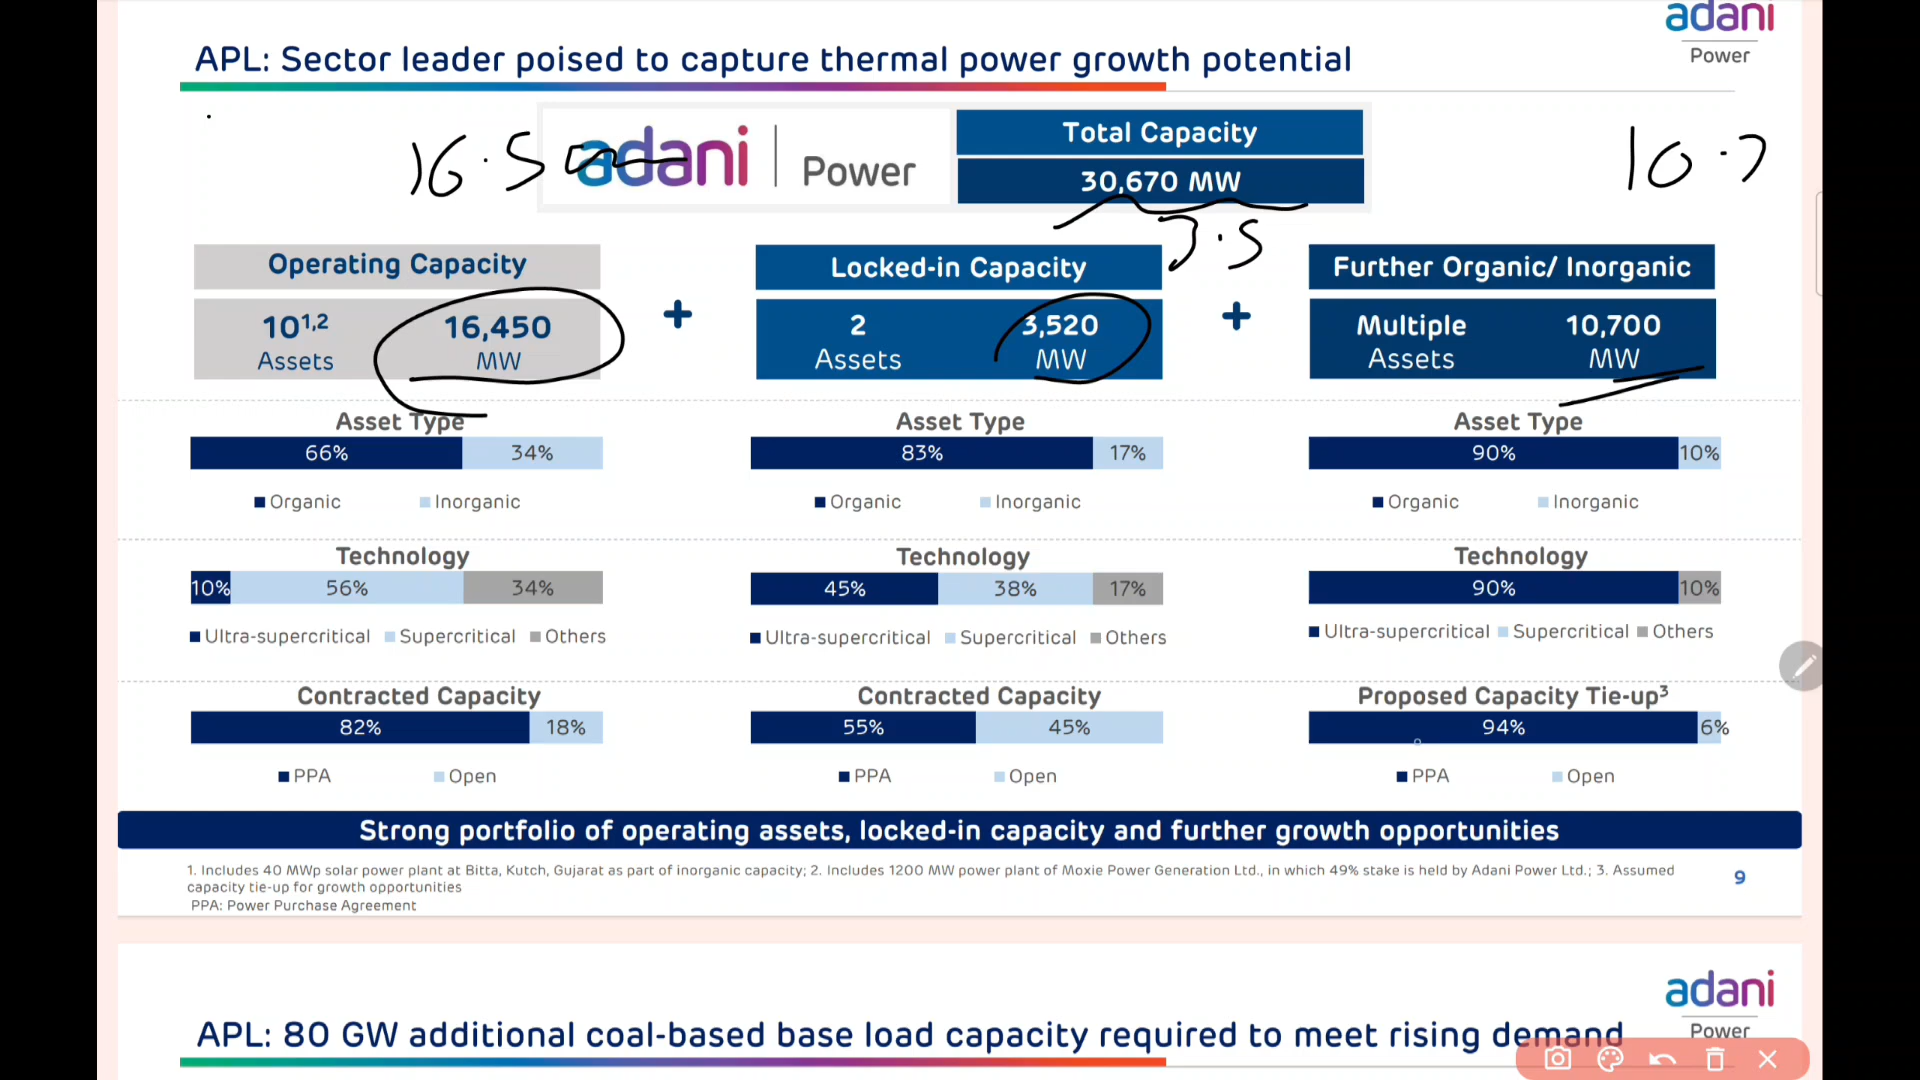 adani
Power
APL: Sector leader poised to capture thermal power growth potential
16.5
adani | Power
Total Capacity
30,670 MW
10.7
3.5
Operating Capacity
10¹,² Assets
16,450 MW
+
Locked-in Capacity
2 Assets
3,520 MW
+
Further Organic/ Inorganic
Multiple Assets
10,700 MW
Asset Type
66% 34%
Organic Inorganic
Asset Type
83% 17%
Organic Inorganic
Asset Type
90% 10%
Organic Inorganic
Technology
10% 56% 34%
Ultra-supercritical Supercritical Others
Technology
45% 38% 17%
Ultra-supercritical Supercritical Others
Technology
90% 10%
Ultra-supercritical Supercritical Others
Contracted Capacity
82% 18%
PPA Open
Contracted Capacity
55% 45%
PPA Open
Proposed Capacity Tie-up³
94% 6%
PPA Open
Strong portfolio of operating assets, locked-in capacity and further growth opportunities
1. Includes 40 MWp solar power plant at Bitta, Kutch, Gujarat as part of inorganic capacity; 2. Includes 1200 MW power plant of Moxie Power Generation Ltd., in which 49% stake is held by Adani Power Ltd.; 3. Assumed
capacity tie-up for growth opportunities
PPA: Power Purchase Agreement
9
adani
Power
APL: 80 GW additional coal-based base load capacity required to meet rising demand